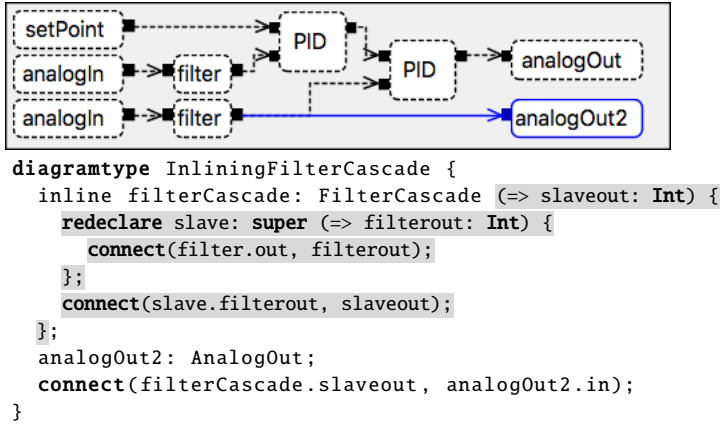 setPoint
PID
analogIn
filter
PID
analogOut
analogIn
filter
analogOut2
diagramtype InliningFilterCascade {
  inline filterCascade: FilterCascade (=> slaveout: Int) {
    redeclare slave: super (=> filterout: Int) {
      connect(filter.out, filterout);
    };
    connect(slave.filterout, slaveout);
  };
  analogOut2: AnalogOut;
  connect(filterCascade.slaveout, analogOut2.in);
}